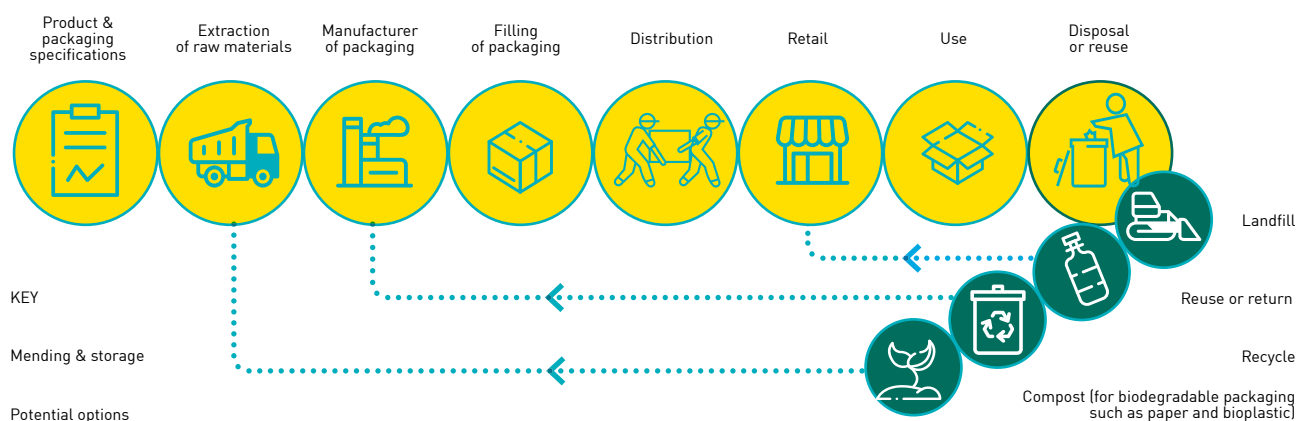 Product &
packaging
specifications
Extraction
of raw materials
Manufacturer
of packaging
Filling
of packaging
Distribution
Retail
Use
Disposal
or reuse
Landfill
KEY
Reuse or return
Mending & storage
Recycle
Compost (for biodegradable packaging
such as paper and bioplastic)
Potential options